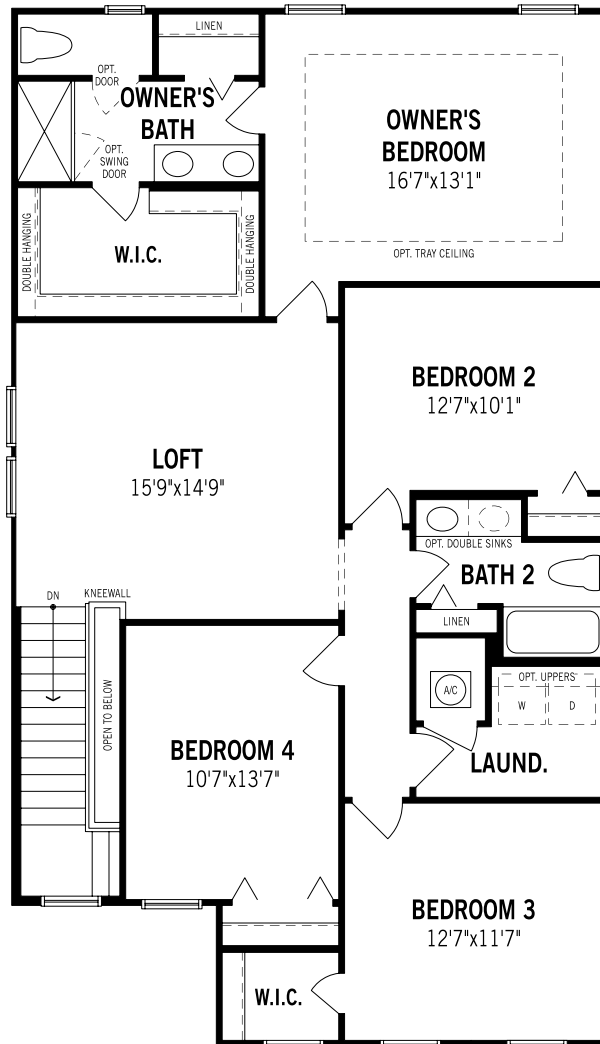 LINEN
OPT.
DOOR
OWNER'S
BATH
OPT.
SWING
DOOR
OWNER'S
BEDROOM
16'7"x13'1"
OPT. TRAY CEILING
DOUBLE HANGING
W.I.C.
DOUBLE HANGING
BEDROOM 2
12'7"x10'1"
LOFT
15'9"x14'9"
OPT. DOUBLE SINKS
BATH 2
DN
KNEEWALL
LINEN
OPEN TO BELOW
A/C
OPT. UPPERS
W
D
LAUND.
BEDROOM 4
10'7"x13'7"
BEDROOM 3
12'7"x11'7"
W.I.C.